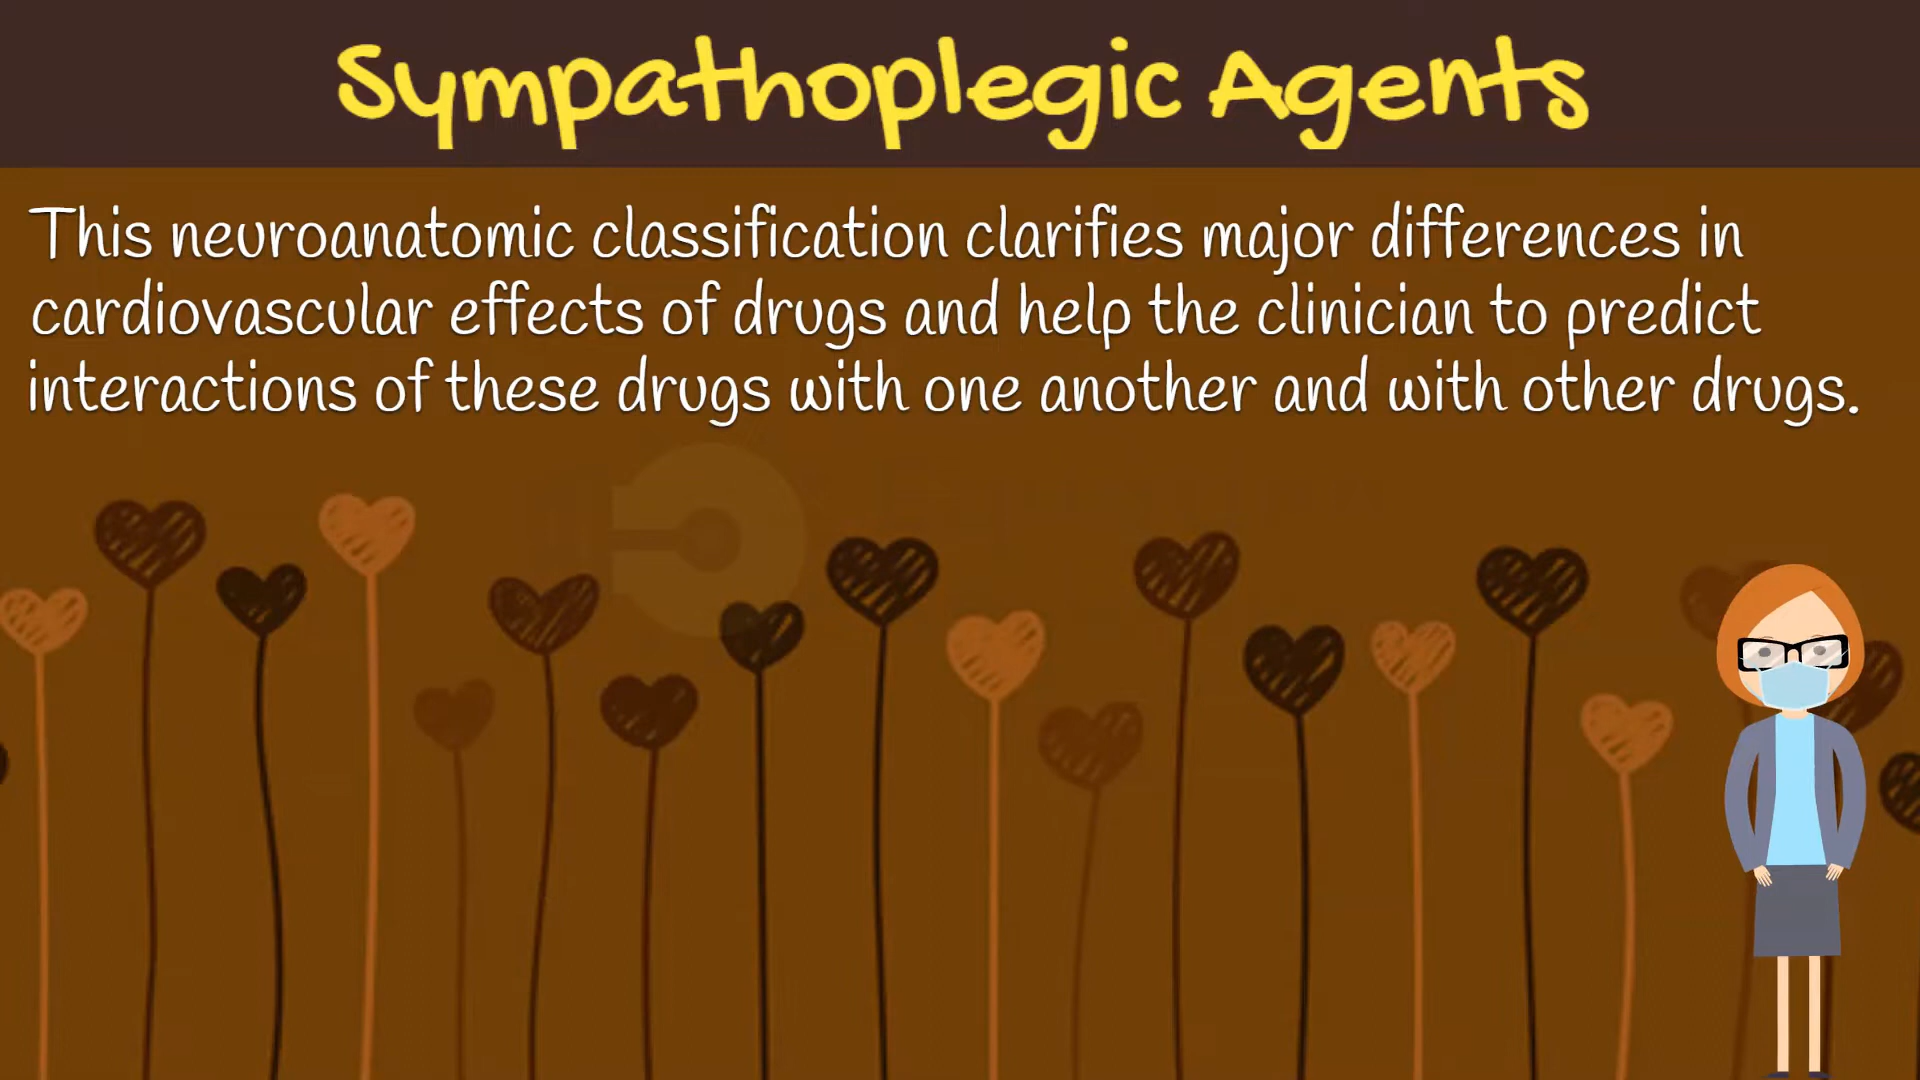 Sympathoplegic Agents
This neuroanatomic classification clarifies major differences in
cardiovascular effects of drugs and help the clinician to predict
interactions of these drugs with one another and with other drugs.